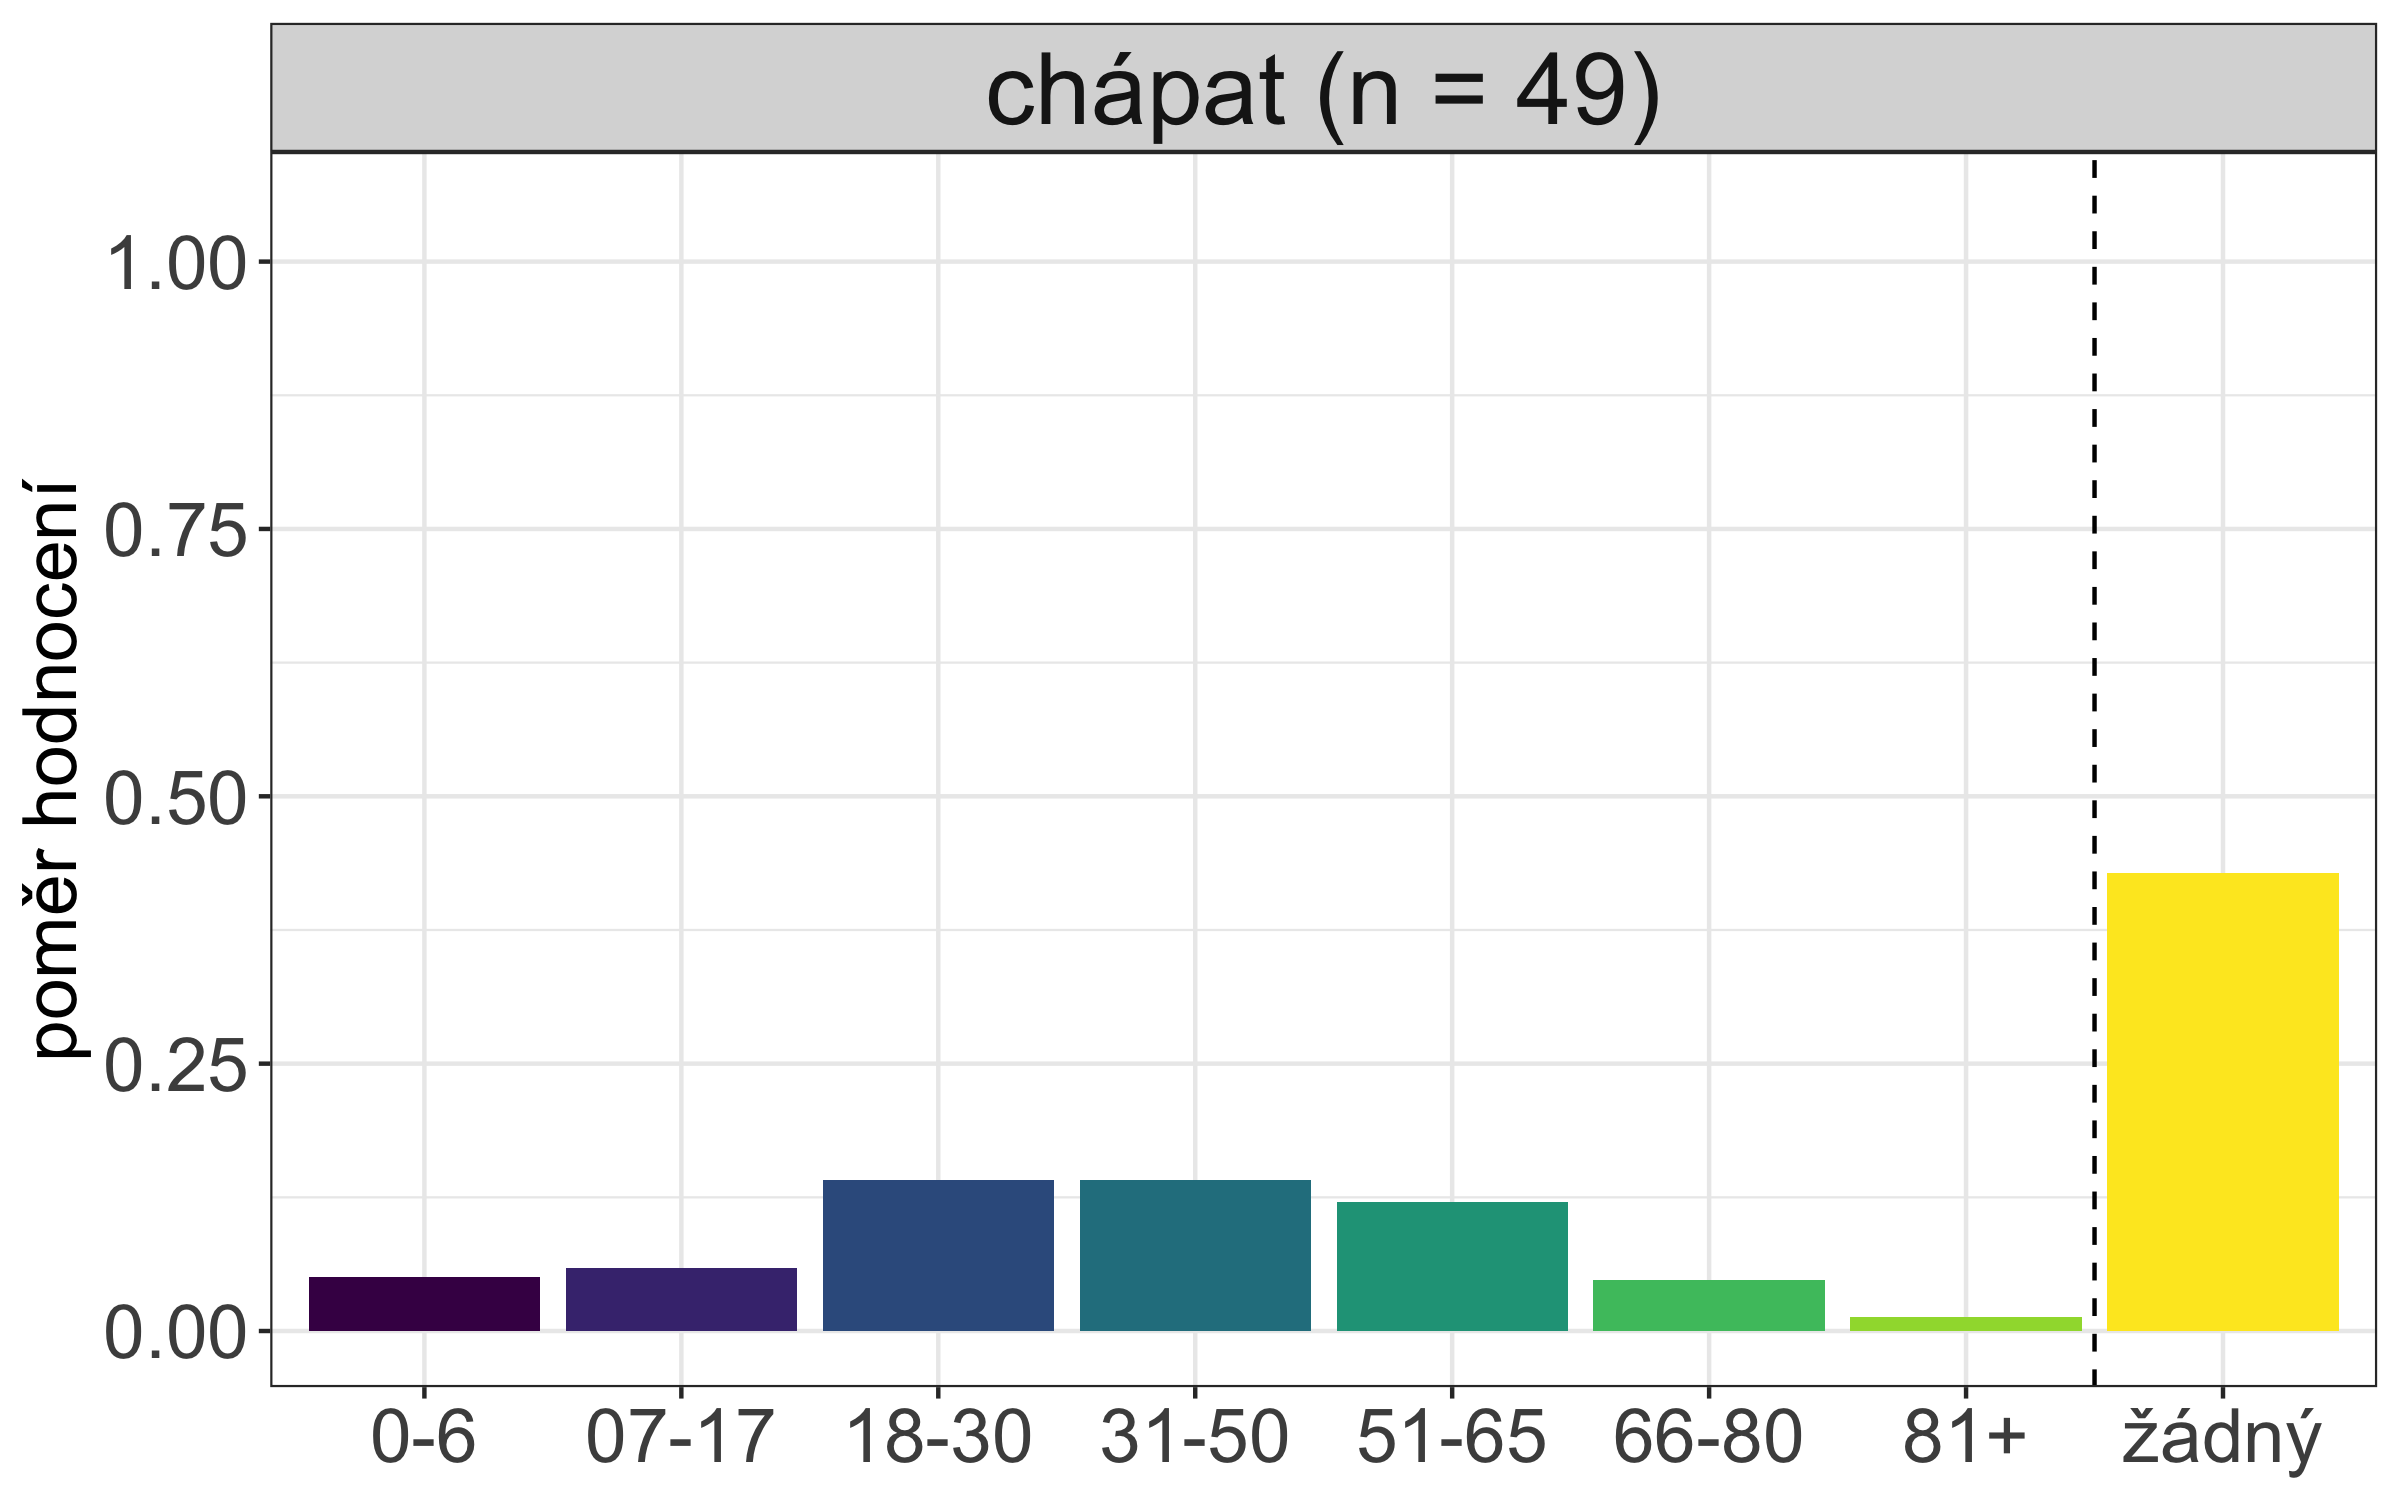 chápat (n = 49)
poměr hodnocení
1.00
0.75
0.50
0.25
0.00
0-6 07-17 18-30 31-50 51-65 66-80 81+ žádný